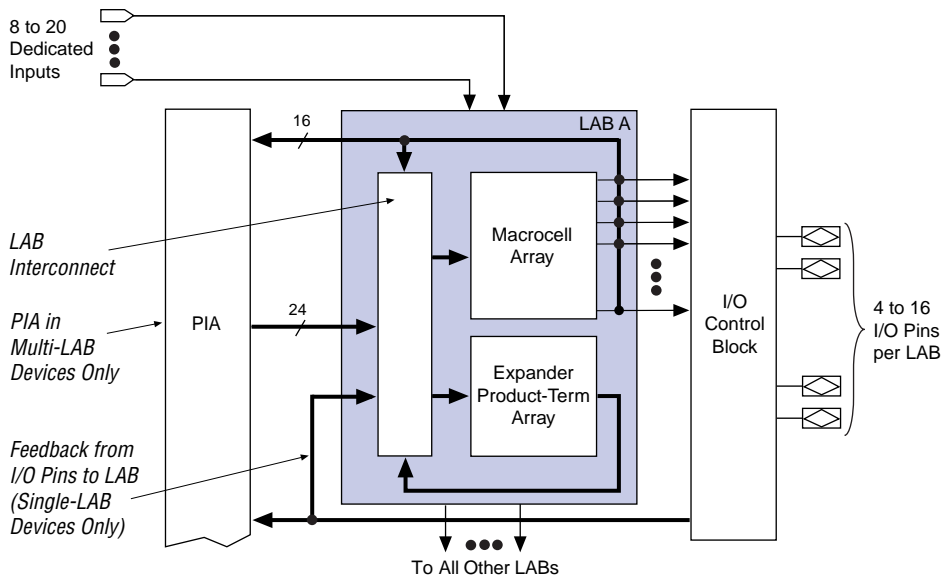 8 to 20
Dedicated
Inputs
16
LAB A
LAB
Interconnect
Macrocell
Array
PIA in
Multi-LAB
Devices Only
PIA
24
I/O
Control
Block
4 to 16
I/O Pins
per LAB
Expander
Product-Term
Array
Feedback from
I/O Pins to LAB
(Single-LAB
Devices Only)
To All Other LABs